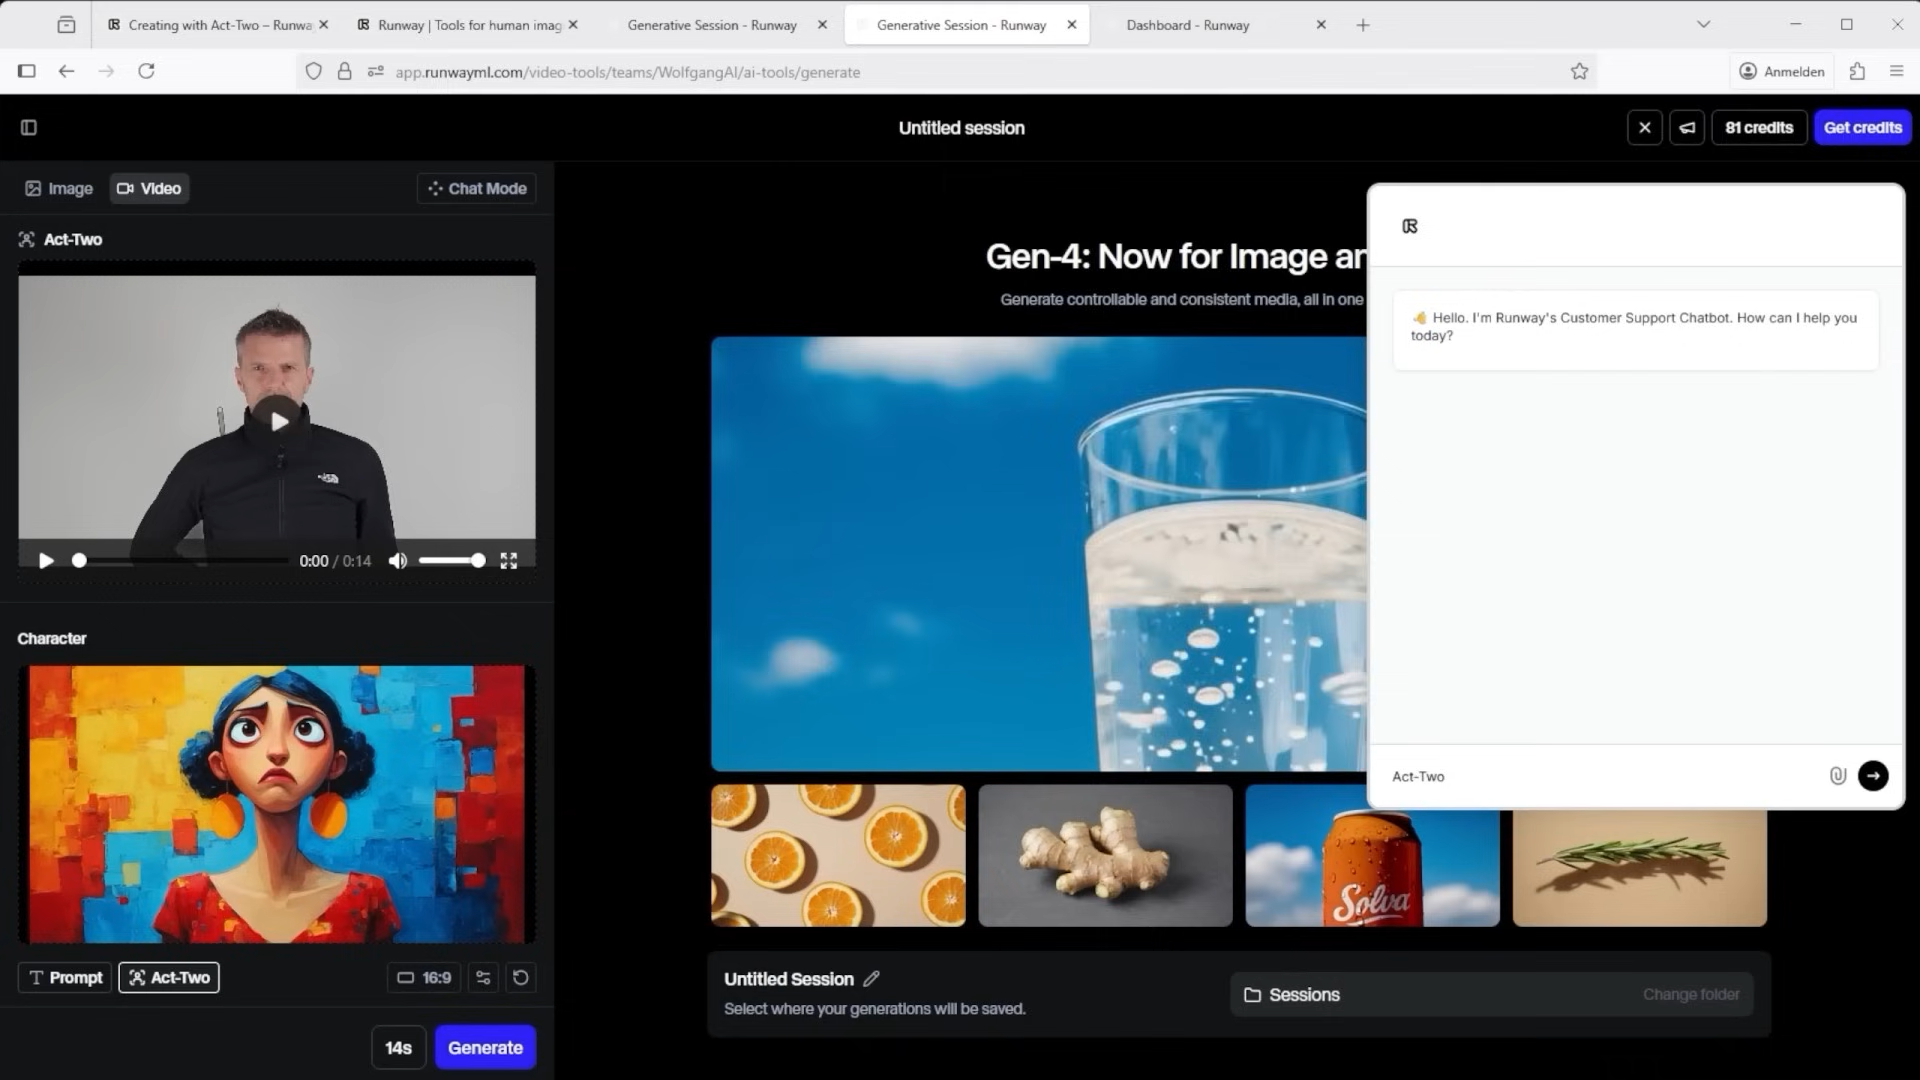 Creating with Act-Two – Runwa
Runway | Tools for human imag
Generative Session - Runway
Generative Session - Runway
Dashboard - Runway
app.runwayml.com/video-tools/teams/WolfgangAI/ai-tools/generate
Anmelden
Untitled session
81 credits
Get credits
Image
Video
Chat Mode
Act-Two
0:00 / 0:14
Character
Prompt
Act-Two
16:9
14s
Generate
Gen-4: Now for Image an
Generate controllable and consistent media, all in one
Solva
Untitled Session
Select where your generations will be saved.
Sessions
Change folder
Hello. I'm Runway's Customer Support Chatbot. How can I help you
today?
Act-Two